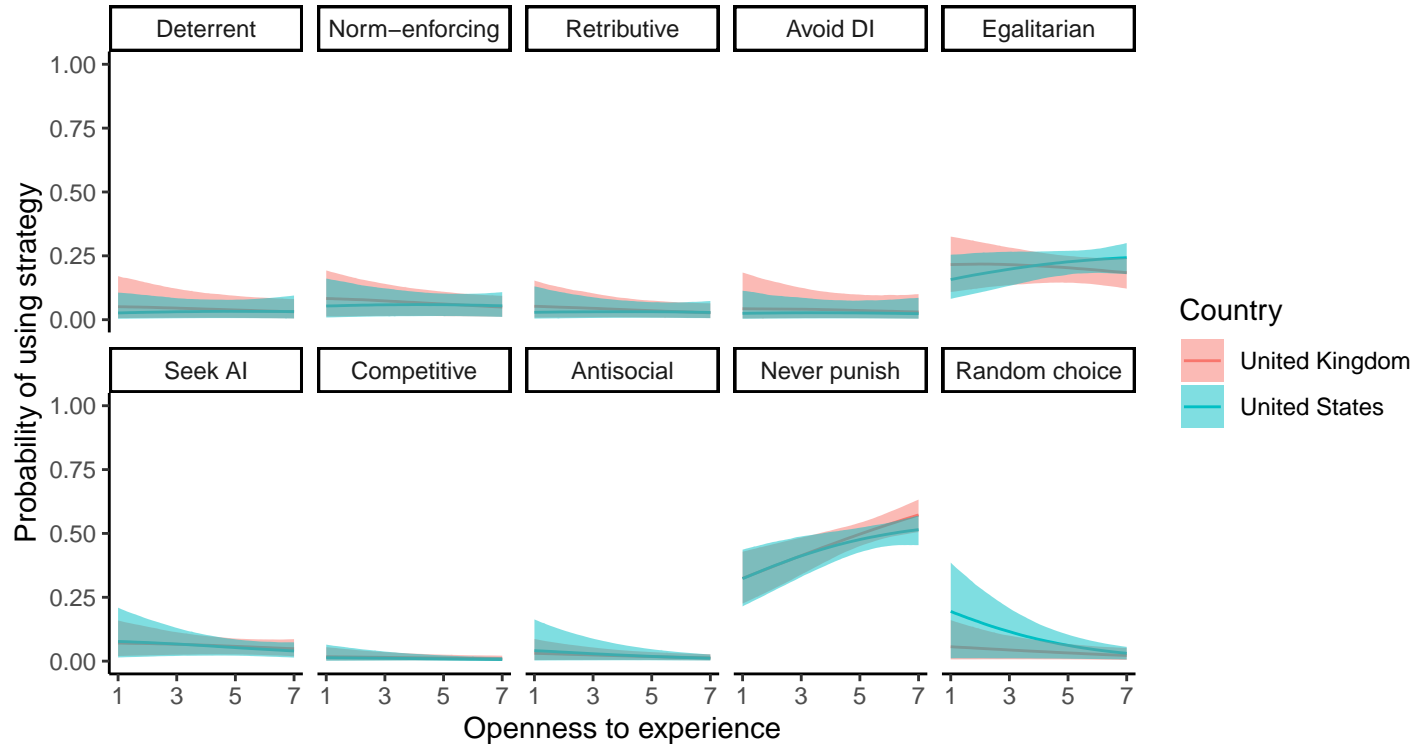 Deterrent
Norm−enforcing
Retributive
Avoid DI
Egalitarian
1.00
0.75
0.50
0.25
0.00
Seek AI
Competitive
Antisocial
Never punish
Random choice
1.00
0.75
0.50
0.25
0.00
1 3 5 7
1 3 5 7
1 3 5 7
1 3 5 7
1 3 5 7
Openness to experience
Probability of using strategy
Country
United Kingdom
United States